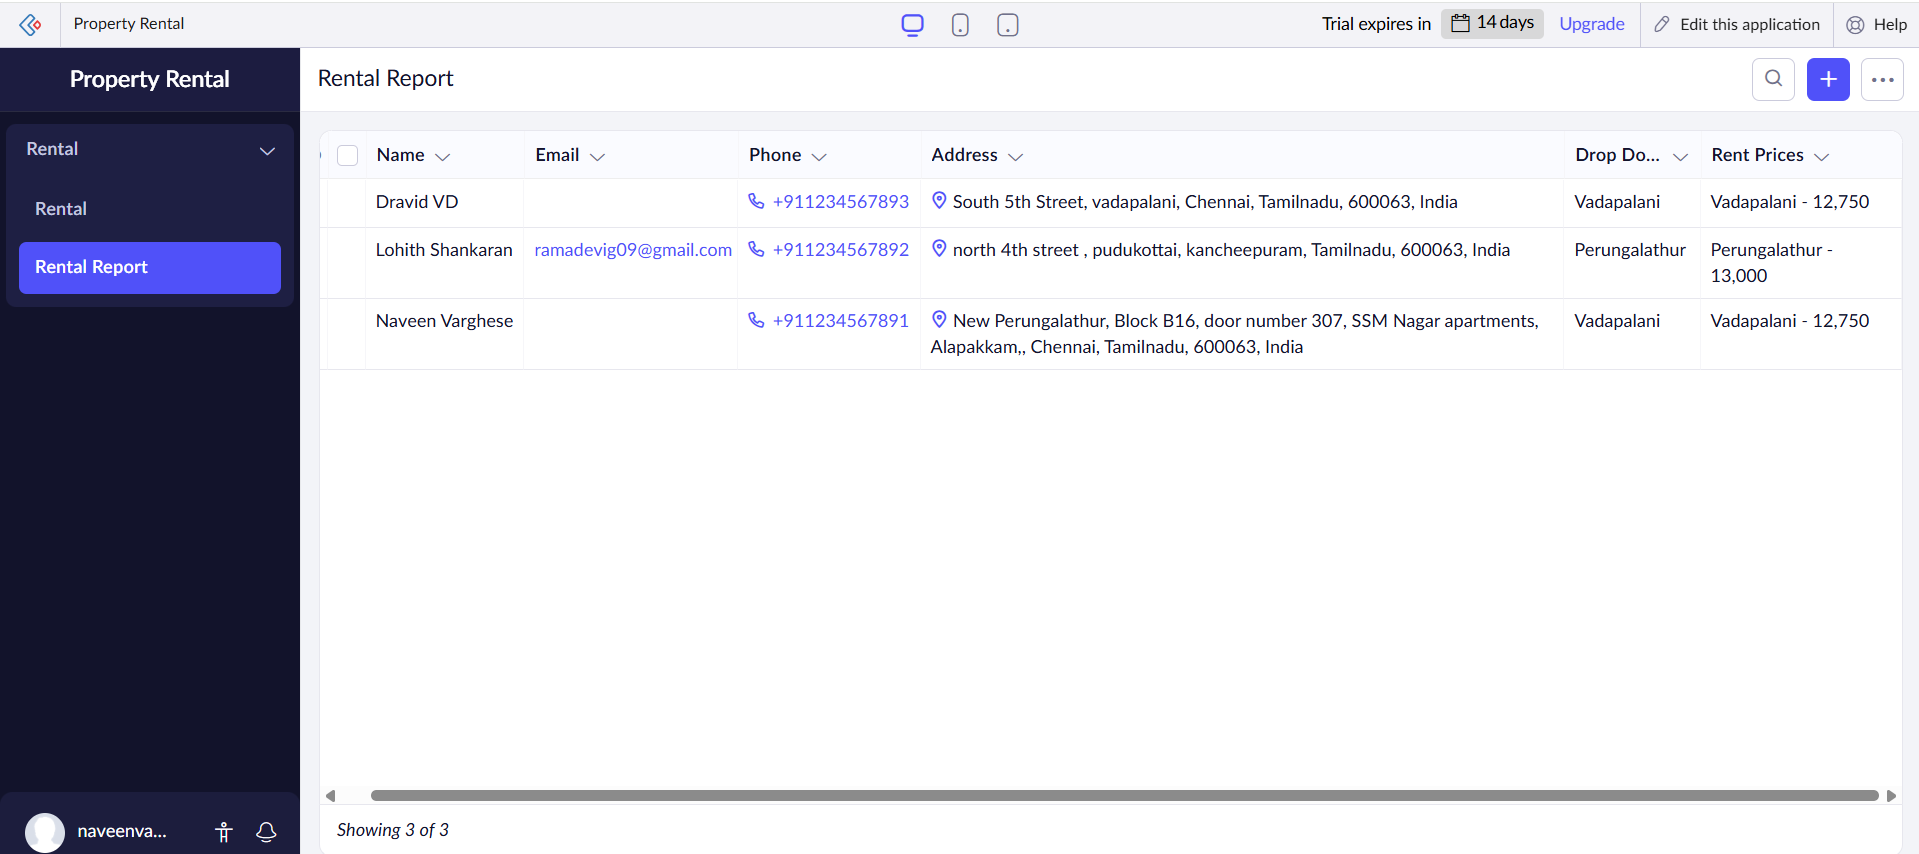 Property Rental
Trial expires in 14 days Upgrade Edit this application Help
Property Rental
Rental Report
Rental
Rental
Rental Report
Name Email Phone Address Drop Do... Rent Prices
Dravid VD +911234567893 South 5th Street, vadapalani, Chennai, Tamilnadu, 600063, India Vadapalani Vadapalani - 12,750
Lohith Shankaran ramadevig09@gmail.com +911234567892 north 4th street , pudukottai, kancheepuram, Tamilnadu, 600063, India Perungalathur Perungalathur -
13,000
Naveen Varghese +911234567891 New Perungalathur, Block B16, door number 307, SSM Nagar apartments, Vadapalani Vadapalani - 12,750
Alapakkam,, Chennai, Tamilnadu, 600063, India
Showing 3 of 3
naveenva...